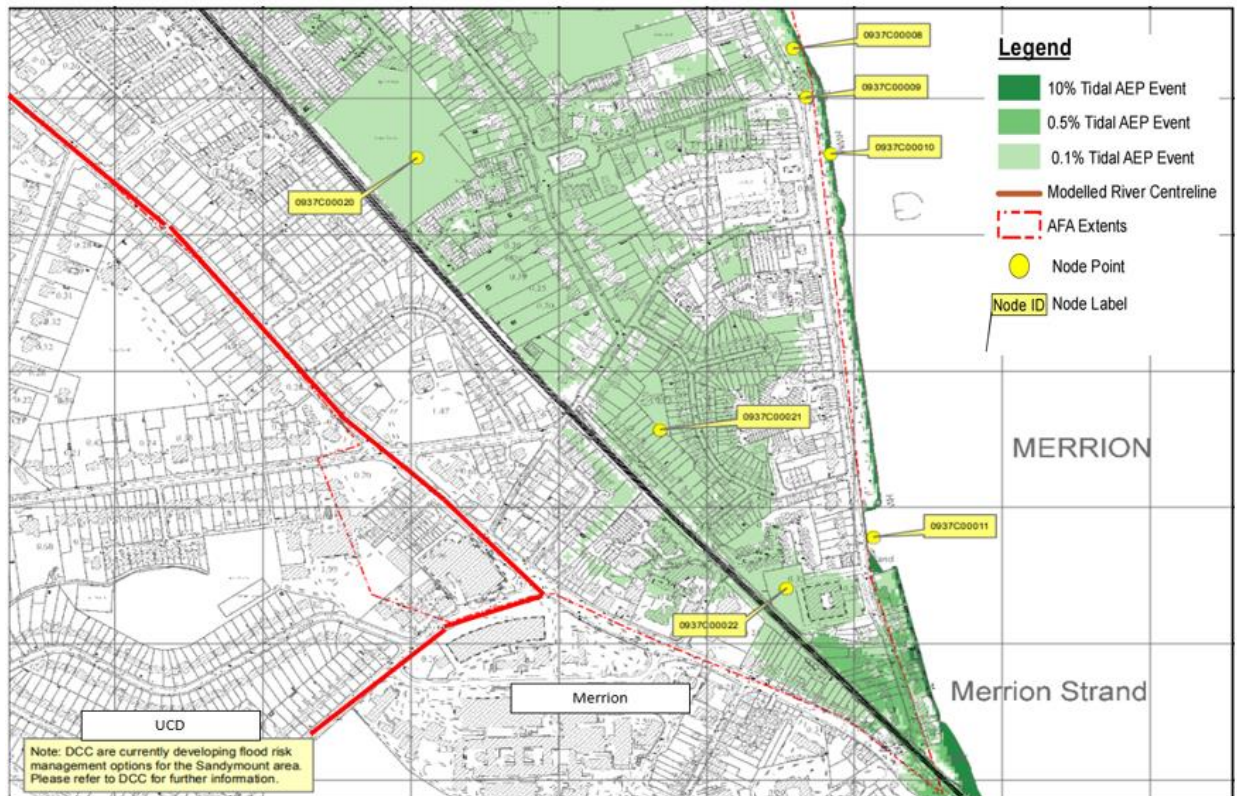 0937C00008
0937C00009
0937C00010
0937C00020
0937C00021
0937C00011
0937C00022
Legend
10% Tidal AEP Event
0.5% Tidal AEP Event
0.1% Tidal AEP Event
Modelled River Centreline
AFA Extents
Node Point
Node ID Node Label
MERRION
Merrion Strand
Merrion
UCD
Note: DCC are currently developing flood risk
management options for the Sandymount area.
Please refer to DCC for further information.